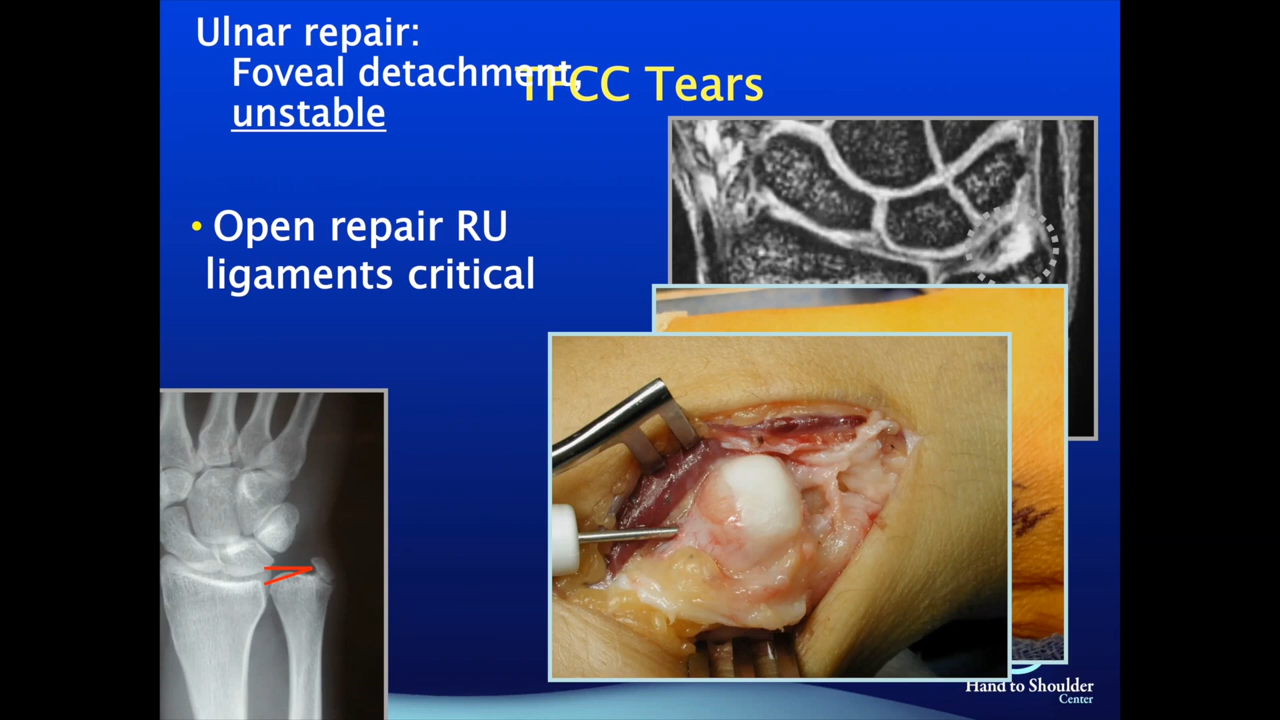 Ulnar repair:
Foveal detachment,
unstable
TFCC Tears
• Open repair RU
ligaments critical
Hand to Shoulder
Center